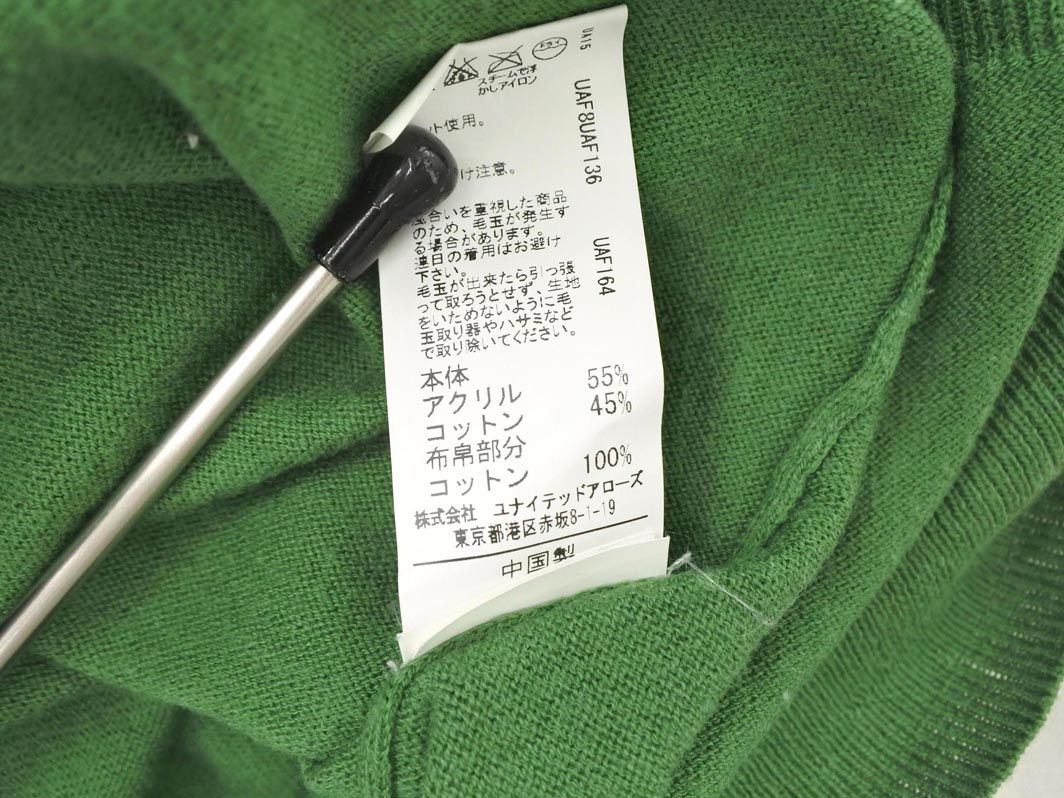 ドライ
スチームで浮
かしアイロン
UA15
UAF8UAF136
UAF164
ト使用。
け注意。
合いを重視した商品
のため、毛玉が発生す
る場合があります。
連日の着用はお避け
下さい。
毛玉が出来たら引っ張
って取ろうとせず、生地
をいためないように毛
玉取り器やハサミなど
で取り除いてください。
本体
アクリル 55%
コットン 45%
布帛部分
コットン 100%
株式会社 ユナイテッドアローズ
東京都港区赤坂8-1-19
中国製